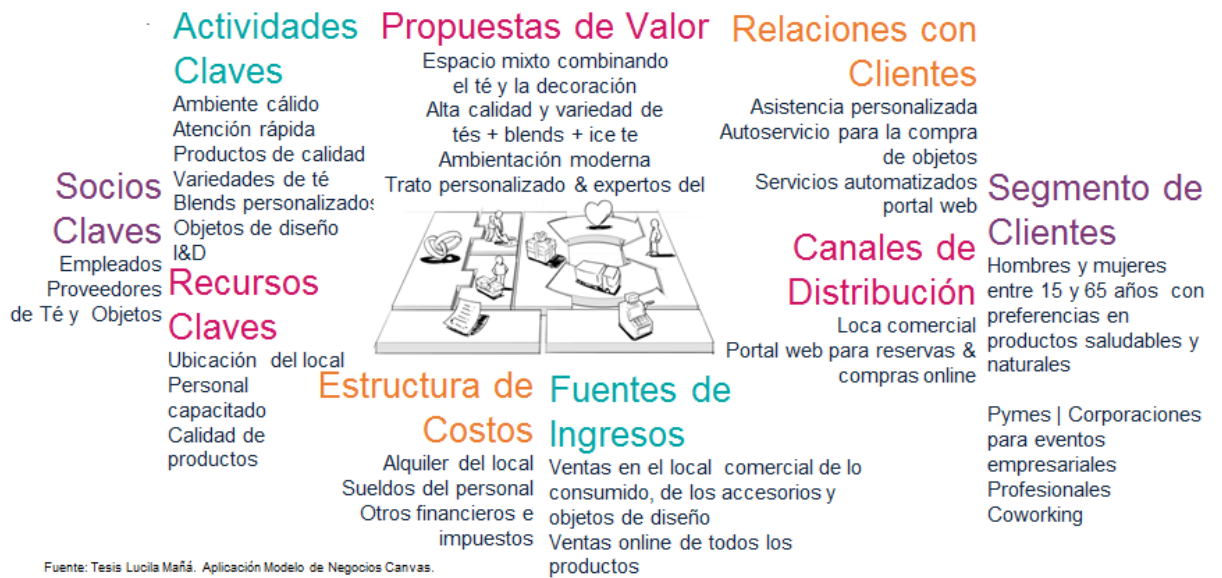 Actividades
Claves
Ambiente cálido
Atención rápida
Productos de calidad
Variedades de té
Blends personalizados
Objetos de diseño
I&D
Propuestas de Valor
Espacio mixto combinando
el té y la decoración
Alta calidad y variedad de
tés + blends + ice te
Ambientación moderna
Trato personalizado & expertos del
Relaciones con
Clientes
Asistencia personalizada
Autoservicio para la compra
de objetos
Servicios automatizados
portal web
Socios
Claves
Empleados
Proveedores
de Té y Objetos
Recursos
Claves
Ubicación del local
Personal
capacitado
Calidad de
productos
Canales de
Distribución
Loca comercial
Portal web para reservas &
compras online
Segmento de
Clientes
Hombres y mujeres
entre 15 y 65 años con
preferencias en
productos saludables y
naturales
Pymes | Corporaciones
para eventos
empresariales
Profesionales
Coworking
Estructura de
Costos
Alquiler del local
Sueldos del personal
Otros financieros e
impuestos
Fuentes de
Ingresos
Ventas en el local comercial de lo
consumido, de los accesorios y
objetos de diseño
Ventas online de todos los
productos
Fuente: Tesis Lucila Mañá. Aplicación Modelo de Negocios Canvas.